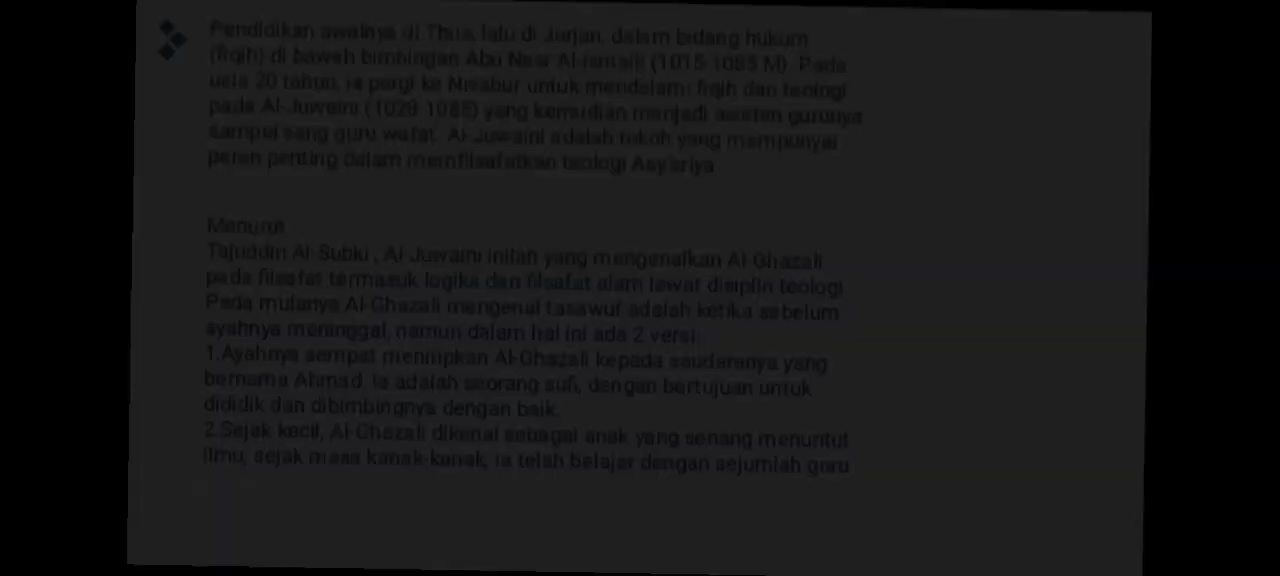 Pendidikan awalnya di Thus, lalu di Jurjan, dalam bidang hukum
(fiqih) di bawah bimbingan Abu Nasr Al-Ismaili (1015-1085 M). Pada
usia 20 tahun, ia pergi ke Nisabur untuk mendalami fiqih dan teologi
pada Al-Juwaini (1028-1085) yang kemudian menjadi asisten gurunya
sampai sang guru wafat. Al-Juwaini adalah tokoh yang mempunyai
peran penting dalam memfilsafatkan teologi Asy'ariya
Menurut
Tajuddin Al-Subki , Al Juwaini inilah yang mengenalkan Al-Ghazali
pada filsafat termasuk logika dan filsafat alam lewat disiplin teologi.
Pada mulanya Al-Ghazali mengenal tasawuf adalah ketika sebelum
ayahnya meninggal, namun dalam hal ini ada 2 versi:
1.Ayahnya sempat menitipkan Al-Ghazali kepada saudaranya yang
bernama Ahmad, ia adalah seorang sufi, dengan bertujuan untuk
dididik dan dibimbingnya dengan baik.
2.Sejak kecil, Al-Ghazali dikenal sebagai anak yang senang menuntut
ilmu, sejak masa kanak-kanak, ia telah belajar dengan sejumlah guru